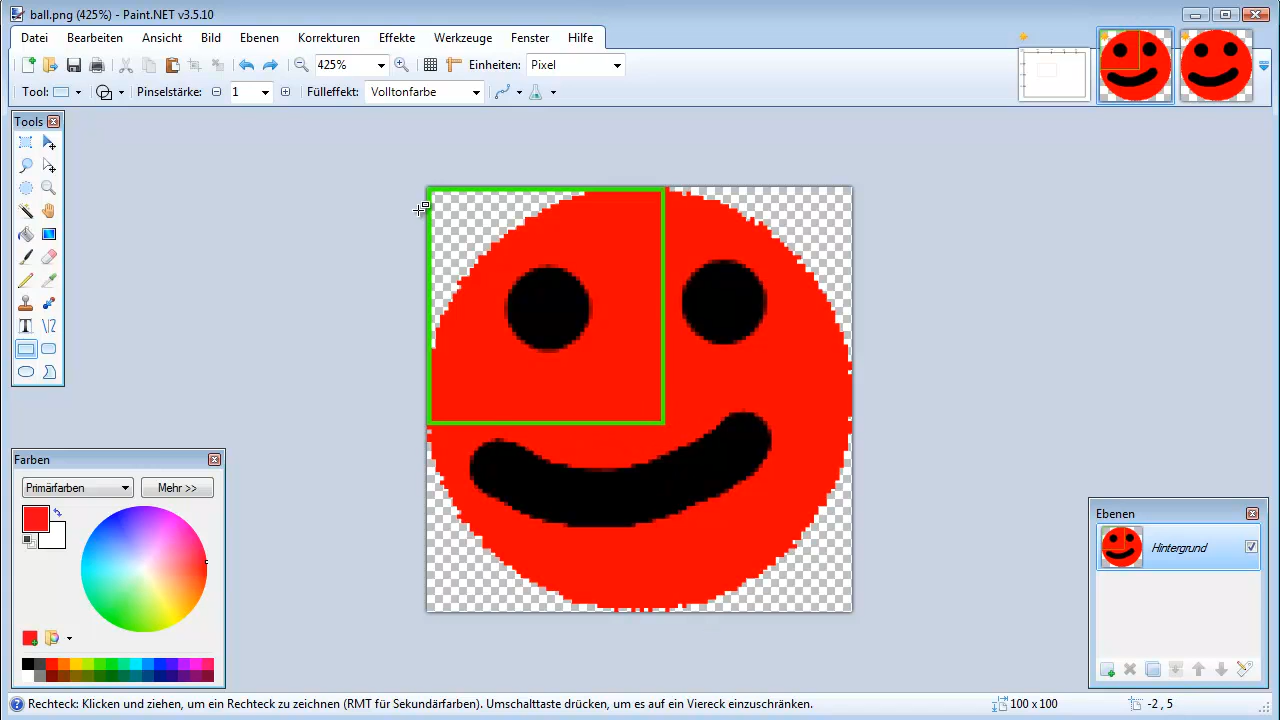 ball.png (425%) - Paint.NET v3.5.10
Datei Bearbeiten Ansicht Bild Ebenen Korrekturen Effekte Werkzeuge Fenster Hilfe
425% Einheiten: Pixel
Tool: Pinselstärke: 1 Fülleffekt: Volltonfarbe
Tools
Farben
Primärfarben Mehr >>
Ebenen
Hintergrund
Rechteck: Klicken und ziehen, um ein Rechteck zu zeichnen (RMT für Sekundärfarben). Umschalttaste drücken, um es auf ein Viereck einzuschränken. 100 x 100 -2, 5